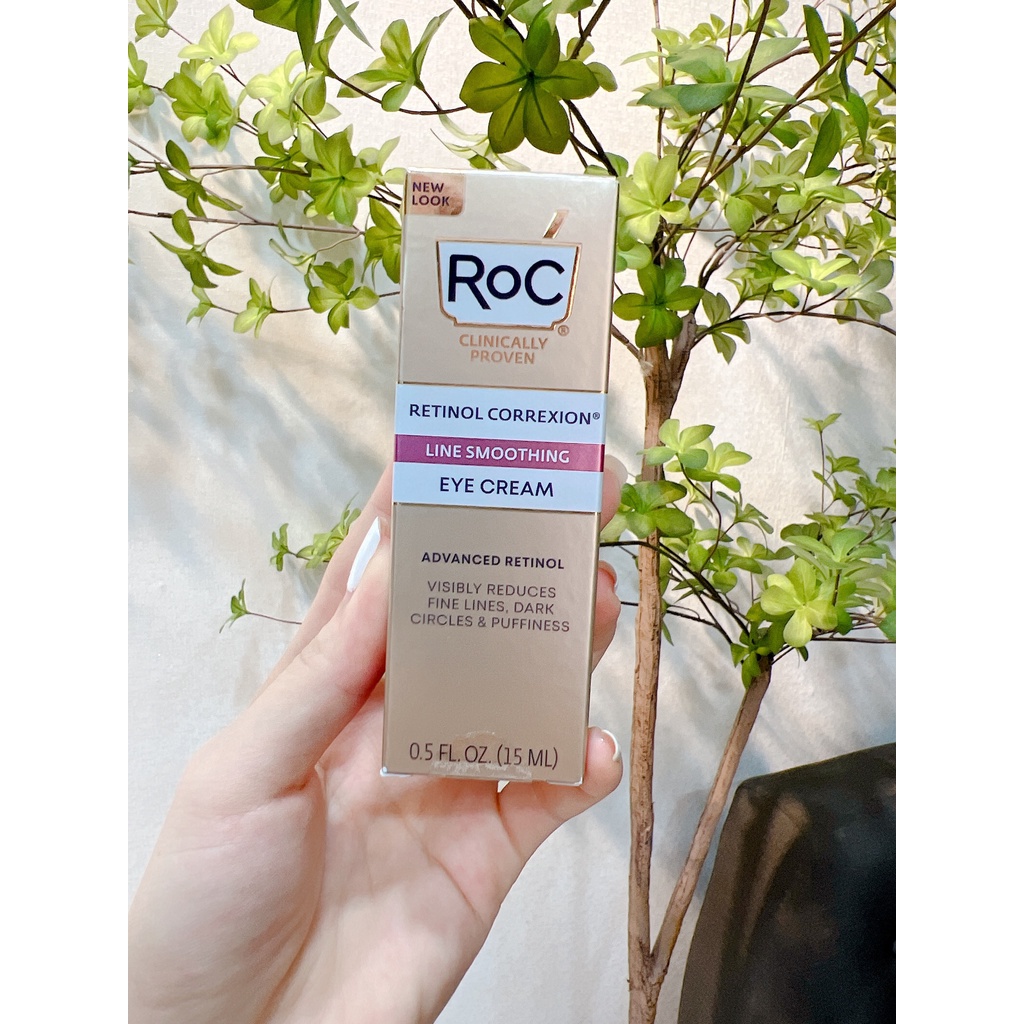 NEW
LOOK
RoC
®
CLINICALLY
PROVEN
RETINOL CORREXION®
LINE SMOOTHING
EYE CREAM
ADVANCED RETINOL
VISIBLY REDUCES
FINE LINES, DARK
CIRCLES & PUFFINESS
0.5 FL. OZ. (15 ML)